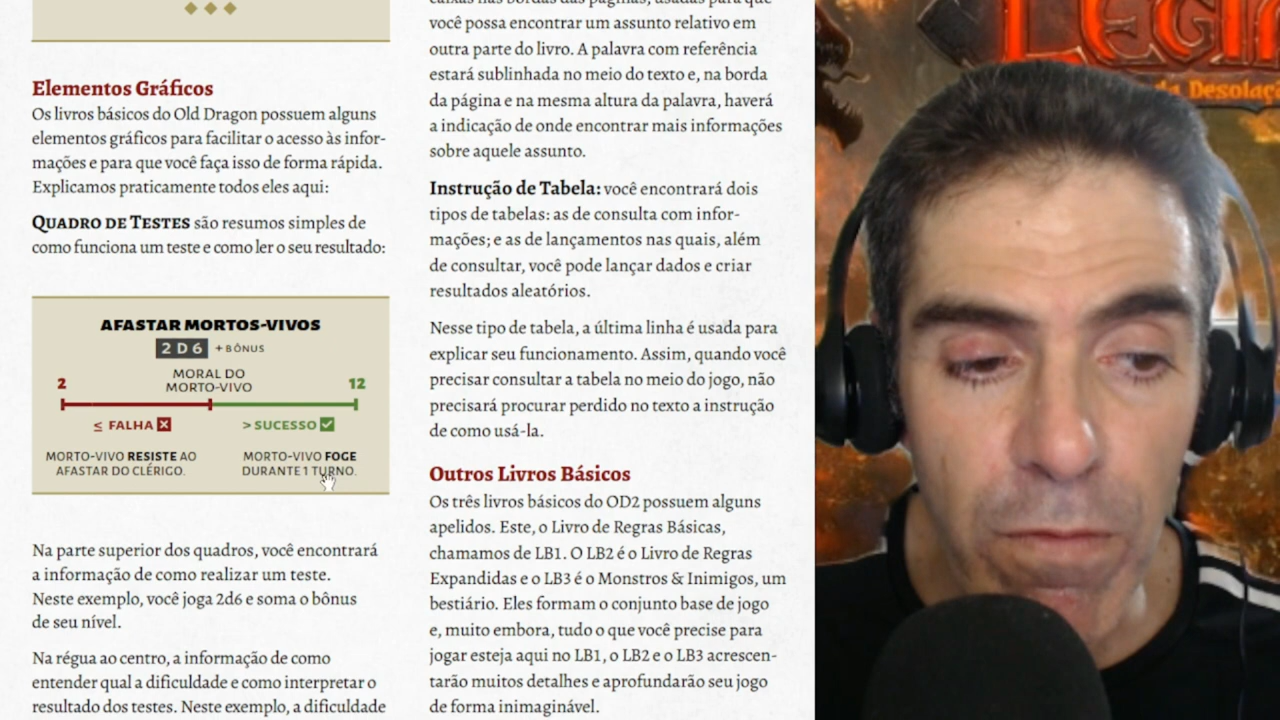 Elementos Gráficos
Os livros básicos do Old Dragon possuem alguns
elementos gráficos para facilitar o acesso às infor-
mações e para que você faça isso de forma rápida.
Explicamos praticamente todos eles aqui:
QUADRO DE TESTES são resumos simples de
como funciona um teste e como ler o seu resultado:
AFASTAR MORTOS-VIVOS
2D6 +BÔNUS
MORAL DO
MORTO-VIVO
2 12
≤ FALHA > SUCESSO
MORTO-VIVO RESISTE AO
AFASTAR DO CLÉRIGO.
MORTO-VIVO FOGE
DURANTE 1 TURNO.
Na parte superior dos quadros, você encontrará
a informação de como realizar um teste.
Neste exemplo, você joga 2d6 e soma o bônus
de seu nível.
Na régua ao centro, a informação de como
entender qual a dificuldade e como interpretar o
resultado dos testes. Neste exemplo, a dificuldade
caixas nas bordas das páginas, usadas para que
você possa encontrar um assunto relativo em
outra parte do livro. A palavra com referência
estará sublinhada no meio do texto e, na borda
da página e na mesma altura da palavra, haverá
a indicação de onde encontrar mais informações
sobre aquele assunto.
Instrução de Tabela: você encontrará dois
tipos de tabelas: as de consulta com infor-
mações; e as de lançamentos nas quais, além
de consultar, você pode lançar dados e criar
resultados aleatórios.
Nesse tipo de tabela, a última linha é usada para
explicar seu funcionamento. Assim, quando você
precisar consultar a tabela no meio do jogo, não
precisará procurar perdido no texto a instrução
de como usá-la.
Outros Livros Básicos
Os três livros básicos do OD2 possuem alguns
apelidos. Este, o Livro de Regras Básicas,
chamamos de LB1. O LB2 é o Livro de Regras
Expandidas e o LB3 é o Monstros & Inimigos, um
bestiário. Eles formam o conjunto base de jogo
e, muito embora, tudo o que você precise para
jogar esteja aqui no LB1, o LB2 e o LB3 acrescen-
tarão muitos detalhes e aprofundarão seu jogo
de forma inimaginável.